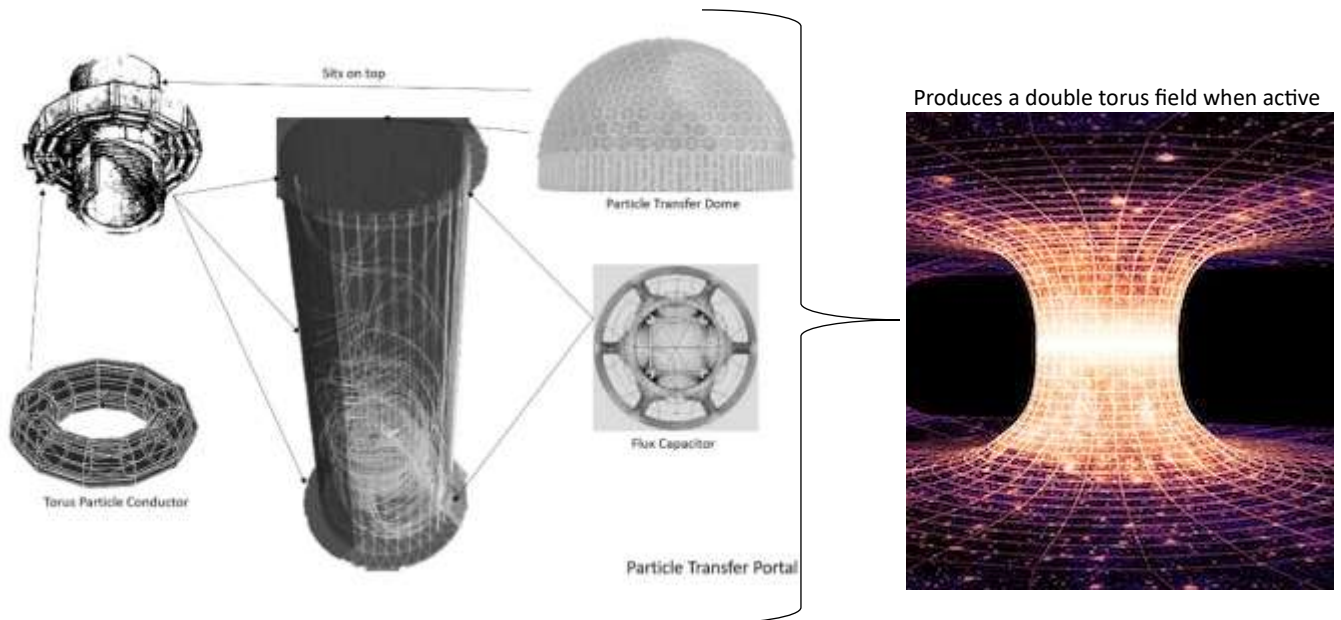 Sits on top
Produces a double torus field when active
Particle Transfer Dome
Flux Capacitor
Torus Particle Conductor
Particle Transfer Portal